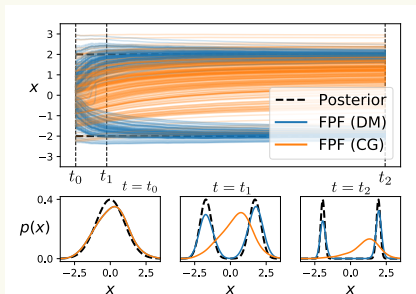 3
2
1
x 0
−1
−2
−3
Posterior
FPF (DM)
FPF (CG)
t0 t1 t2
t = t0 t = t1 t = t2
0.4
p(x)
0.0
−2.5 0.0 2.5 −2.5 0.0 2.5 −2.5 0.0 2.5
x x x